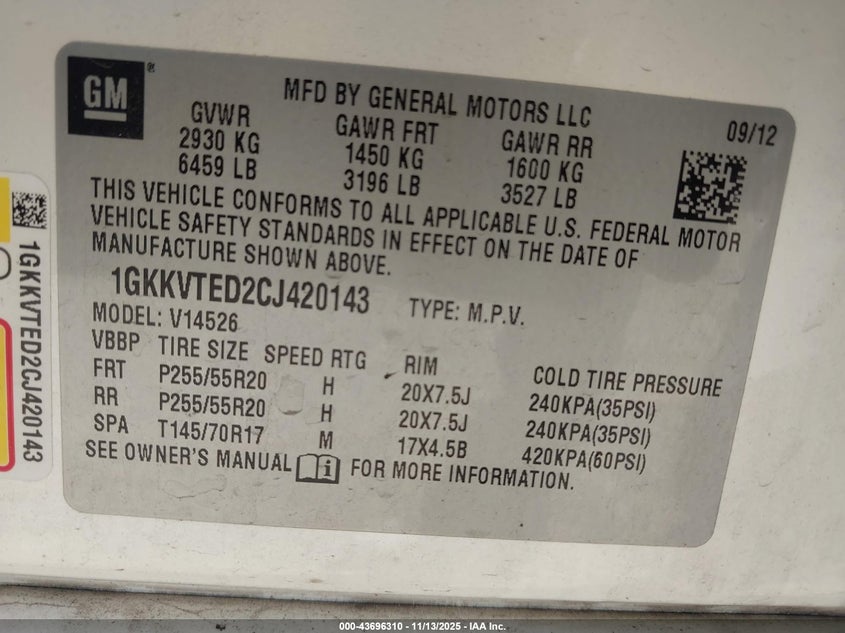 GM®
MFD BY GENERAL MOTORS LLC
09/12
GVWR GAWR FRT GAWR RR
2930 KG 1450 KG 1600 KG
6459 LB 3196 LB 3527 LB
THIS VEHICLE CONFORMS TO ALL APPLICABLE U.S. FEDERAL MOTOR
VEHICLE SAFETY STANDARDS IN EFFECT ON THE DATE OF
MANUFACTURE SHOWN ABOVE.
1GKKVTED2CJ420143 TYPE: M.P.V.
MODEL: V14526
VBBP TIRE SIZE SPEED RTG RIM COLD TIRE PRESSURE
FRT P255/55R20 H 20X7.5J 240KPA(35PSI)
RR P255/55R20 H 20X7.5J 240KPA(35PSI)
SPA T145/70R17 M 17X4.5B 420KPA(60PSI)
SEE OWNER'S MANUAL FOR MORE INFORMATION.
1GKKVTED2CJ420143
000-43696310 - 11/13/2025 - IAA Inc.